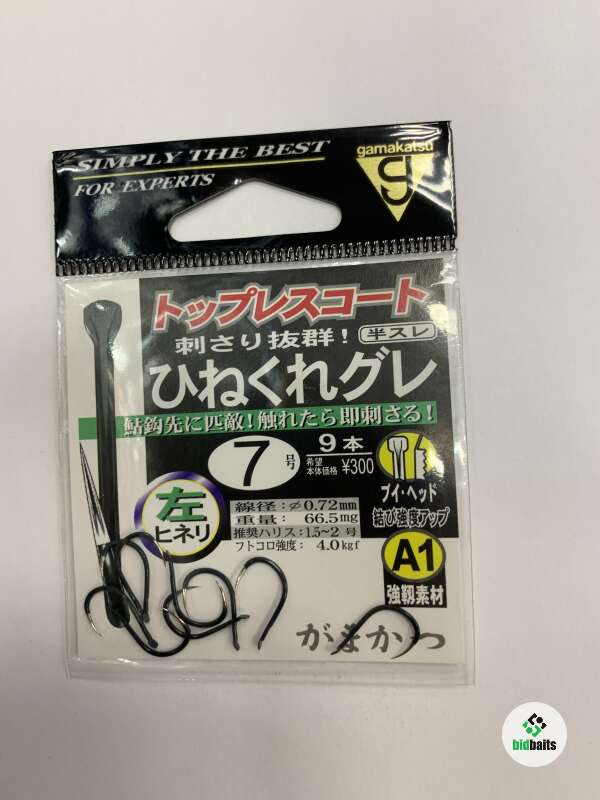 SIMPLY THE BEST
FOR EXPERTS
gamakatsu
トップレスコート
刺さり抜群! 半スレ
ひねくれグレ
鮎鈎先に匹敵!触れたら即刺さる!
7号
9本
希望本体価格 ¥300
ブイ・ヘッド
結び強度アップ
左
ヒネリ
線径:φ0.72mm
重量:66.5mg
推奨ハリス:1.5~2号
フトコロ強度:4.0kgf
A1
強靱素材
がまかつ
bidbaits